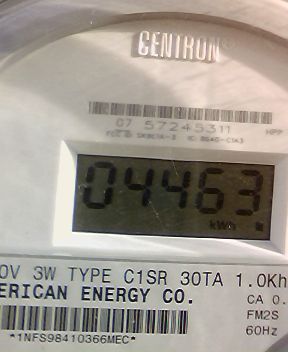 CENTRON®
07 57245311 HPP
04463
kWh
0V 3W TYPE C1SR 30TA 1.0Kh
ERICAN ENERGY CO.
CA 0.
FM2S
60Hz
*1NFS98410366MEC*